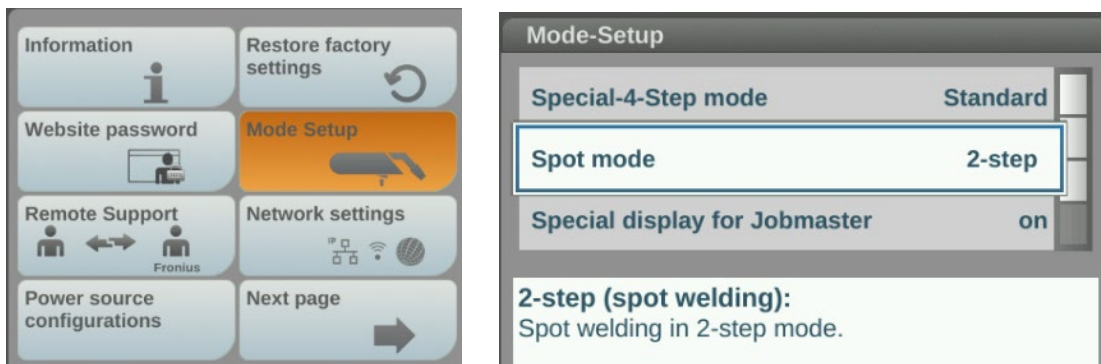 Information
Restore factory
settings
Website password
Mode Setup
Remote Support
Fronius
Network settings
IP
Power source
configurations
Next page
Mode-Setup
Special-4-Step mode Standard
Spot mode 2-step
Special display for Jobmaster on
2-step (spot welding):
Spot welding in 2-step mode.